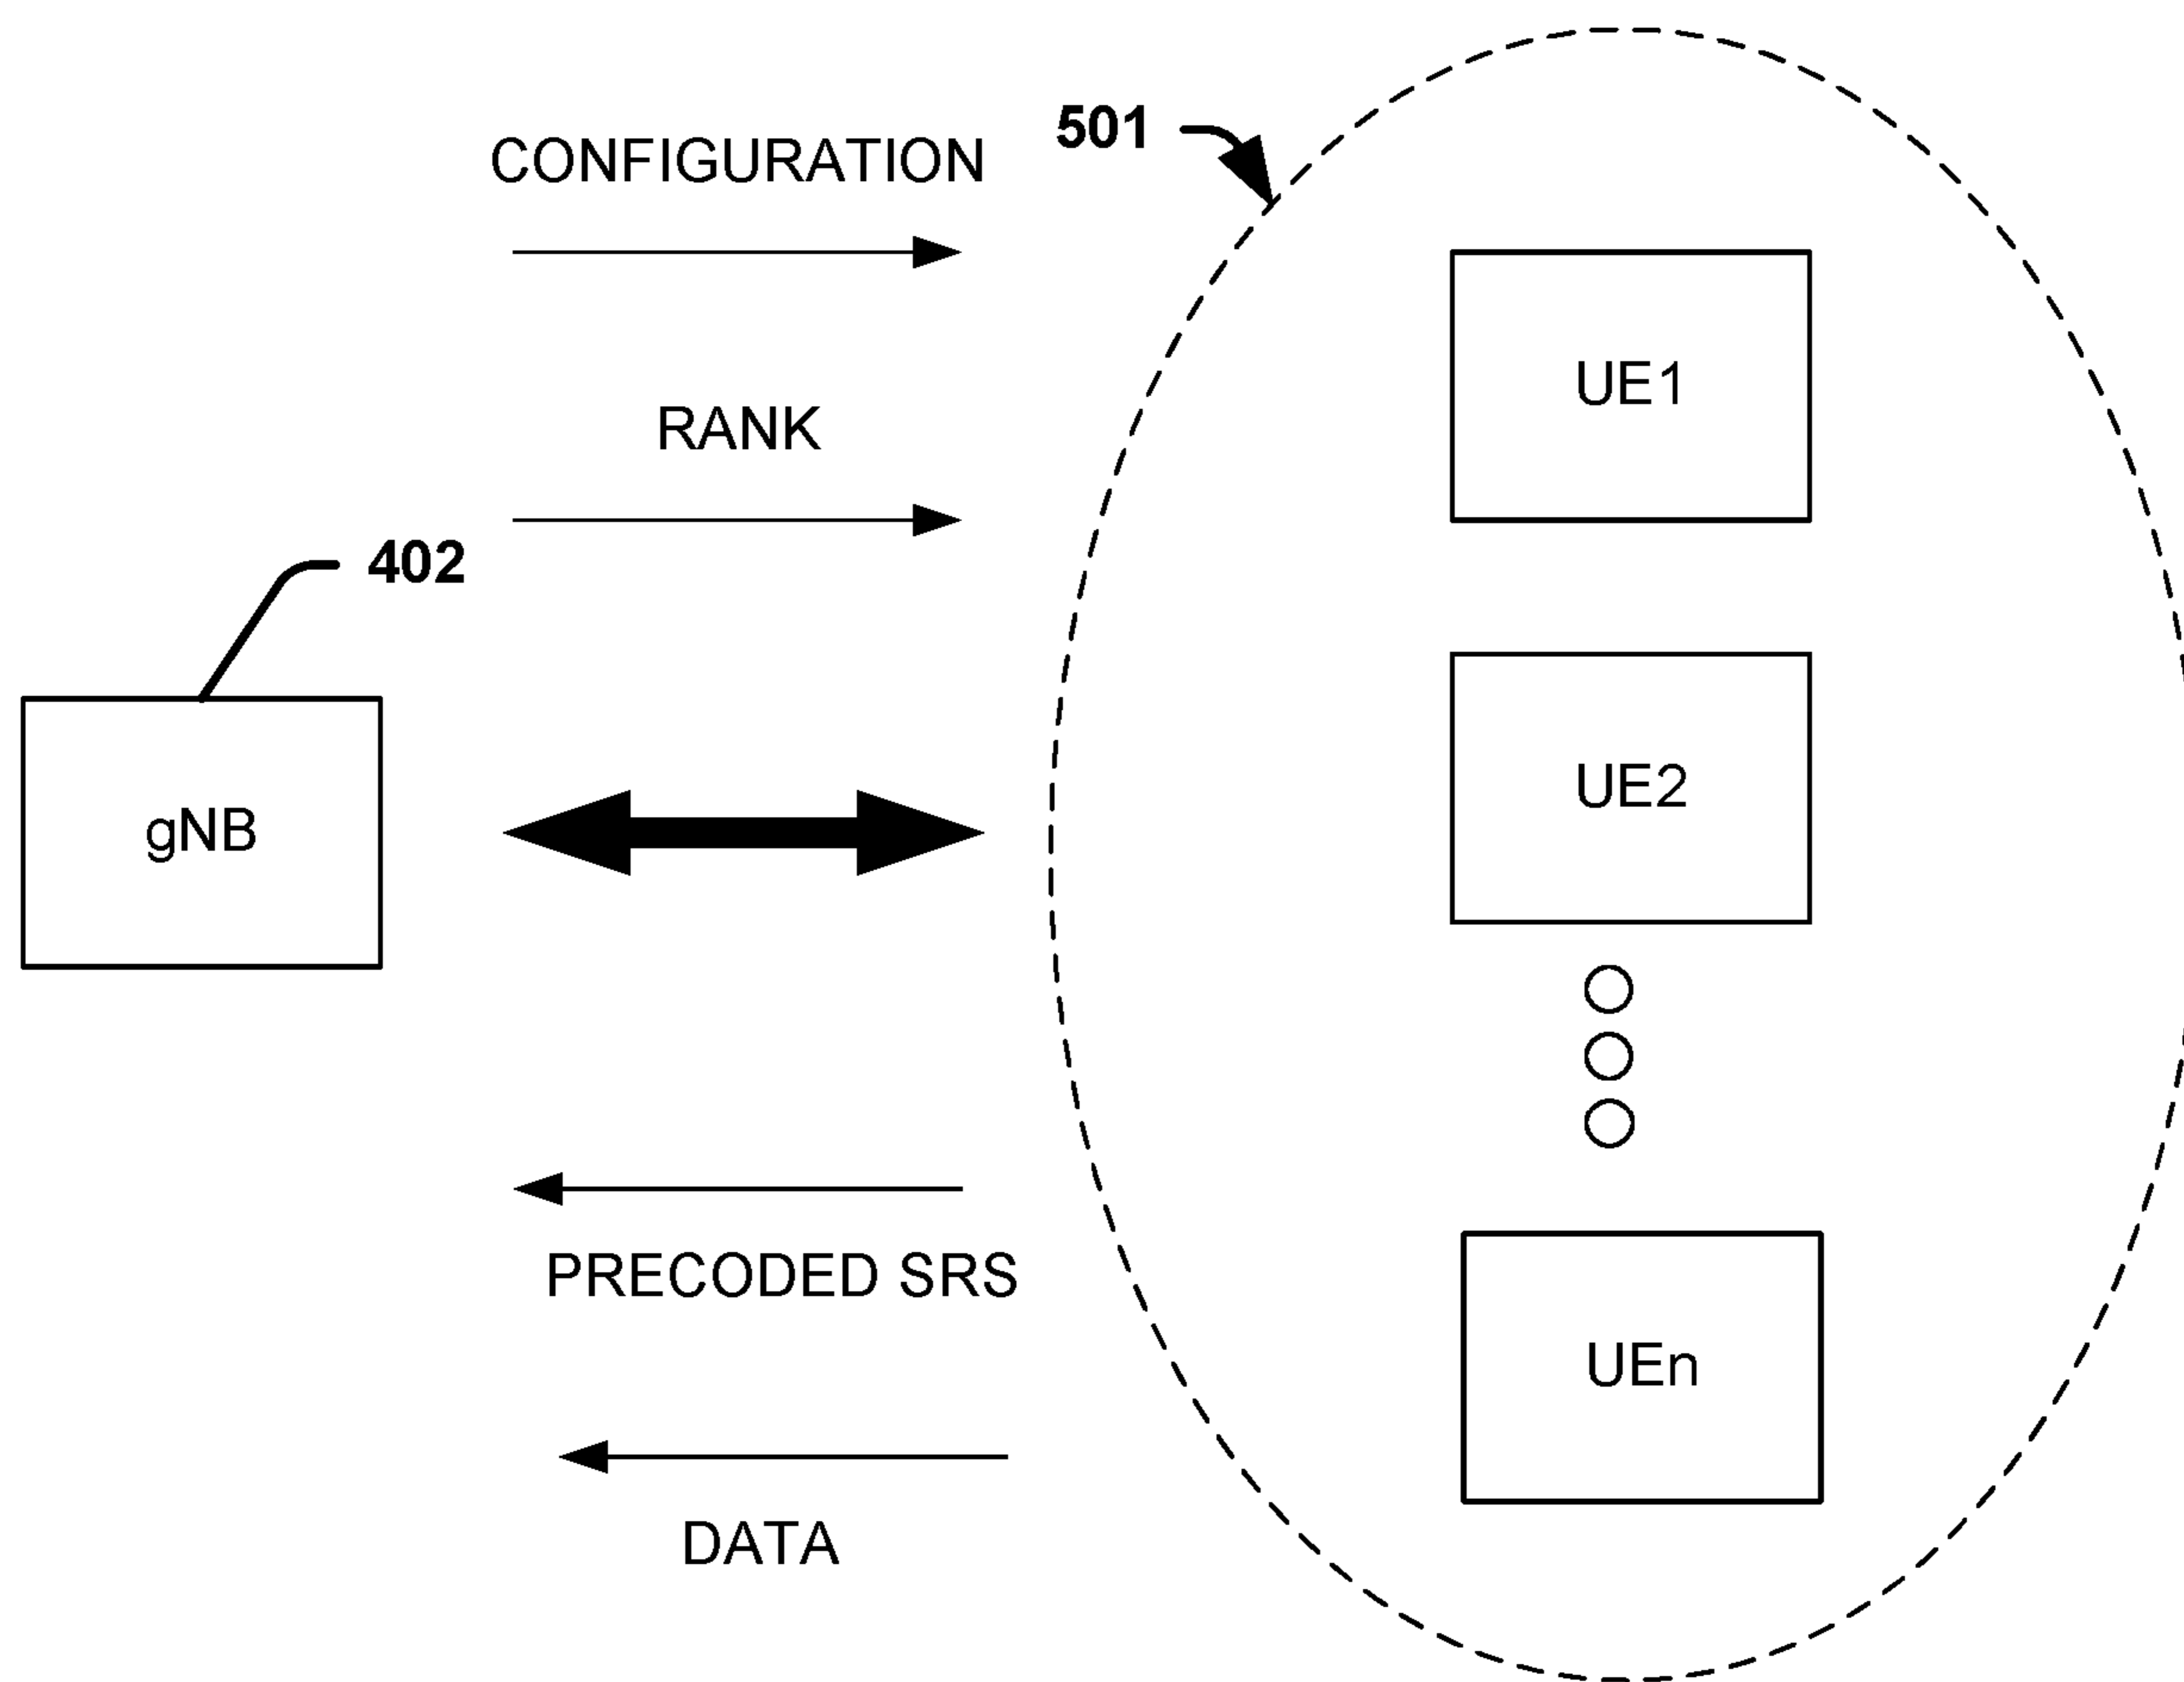 CONFIGURATION
501
RANK
402
gNB
UE1
UE2
PRECODED SRS
UEn
DATA